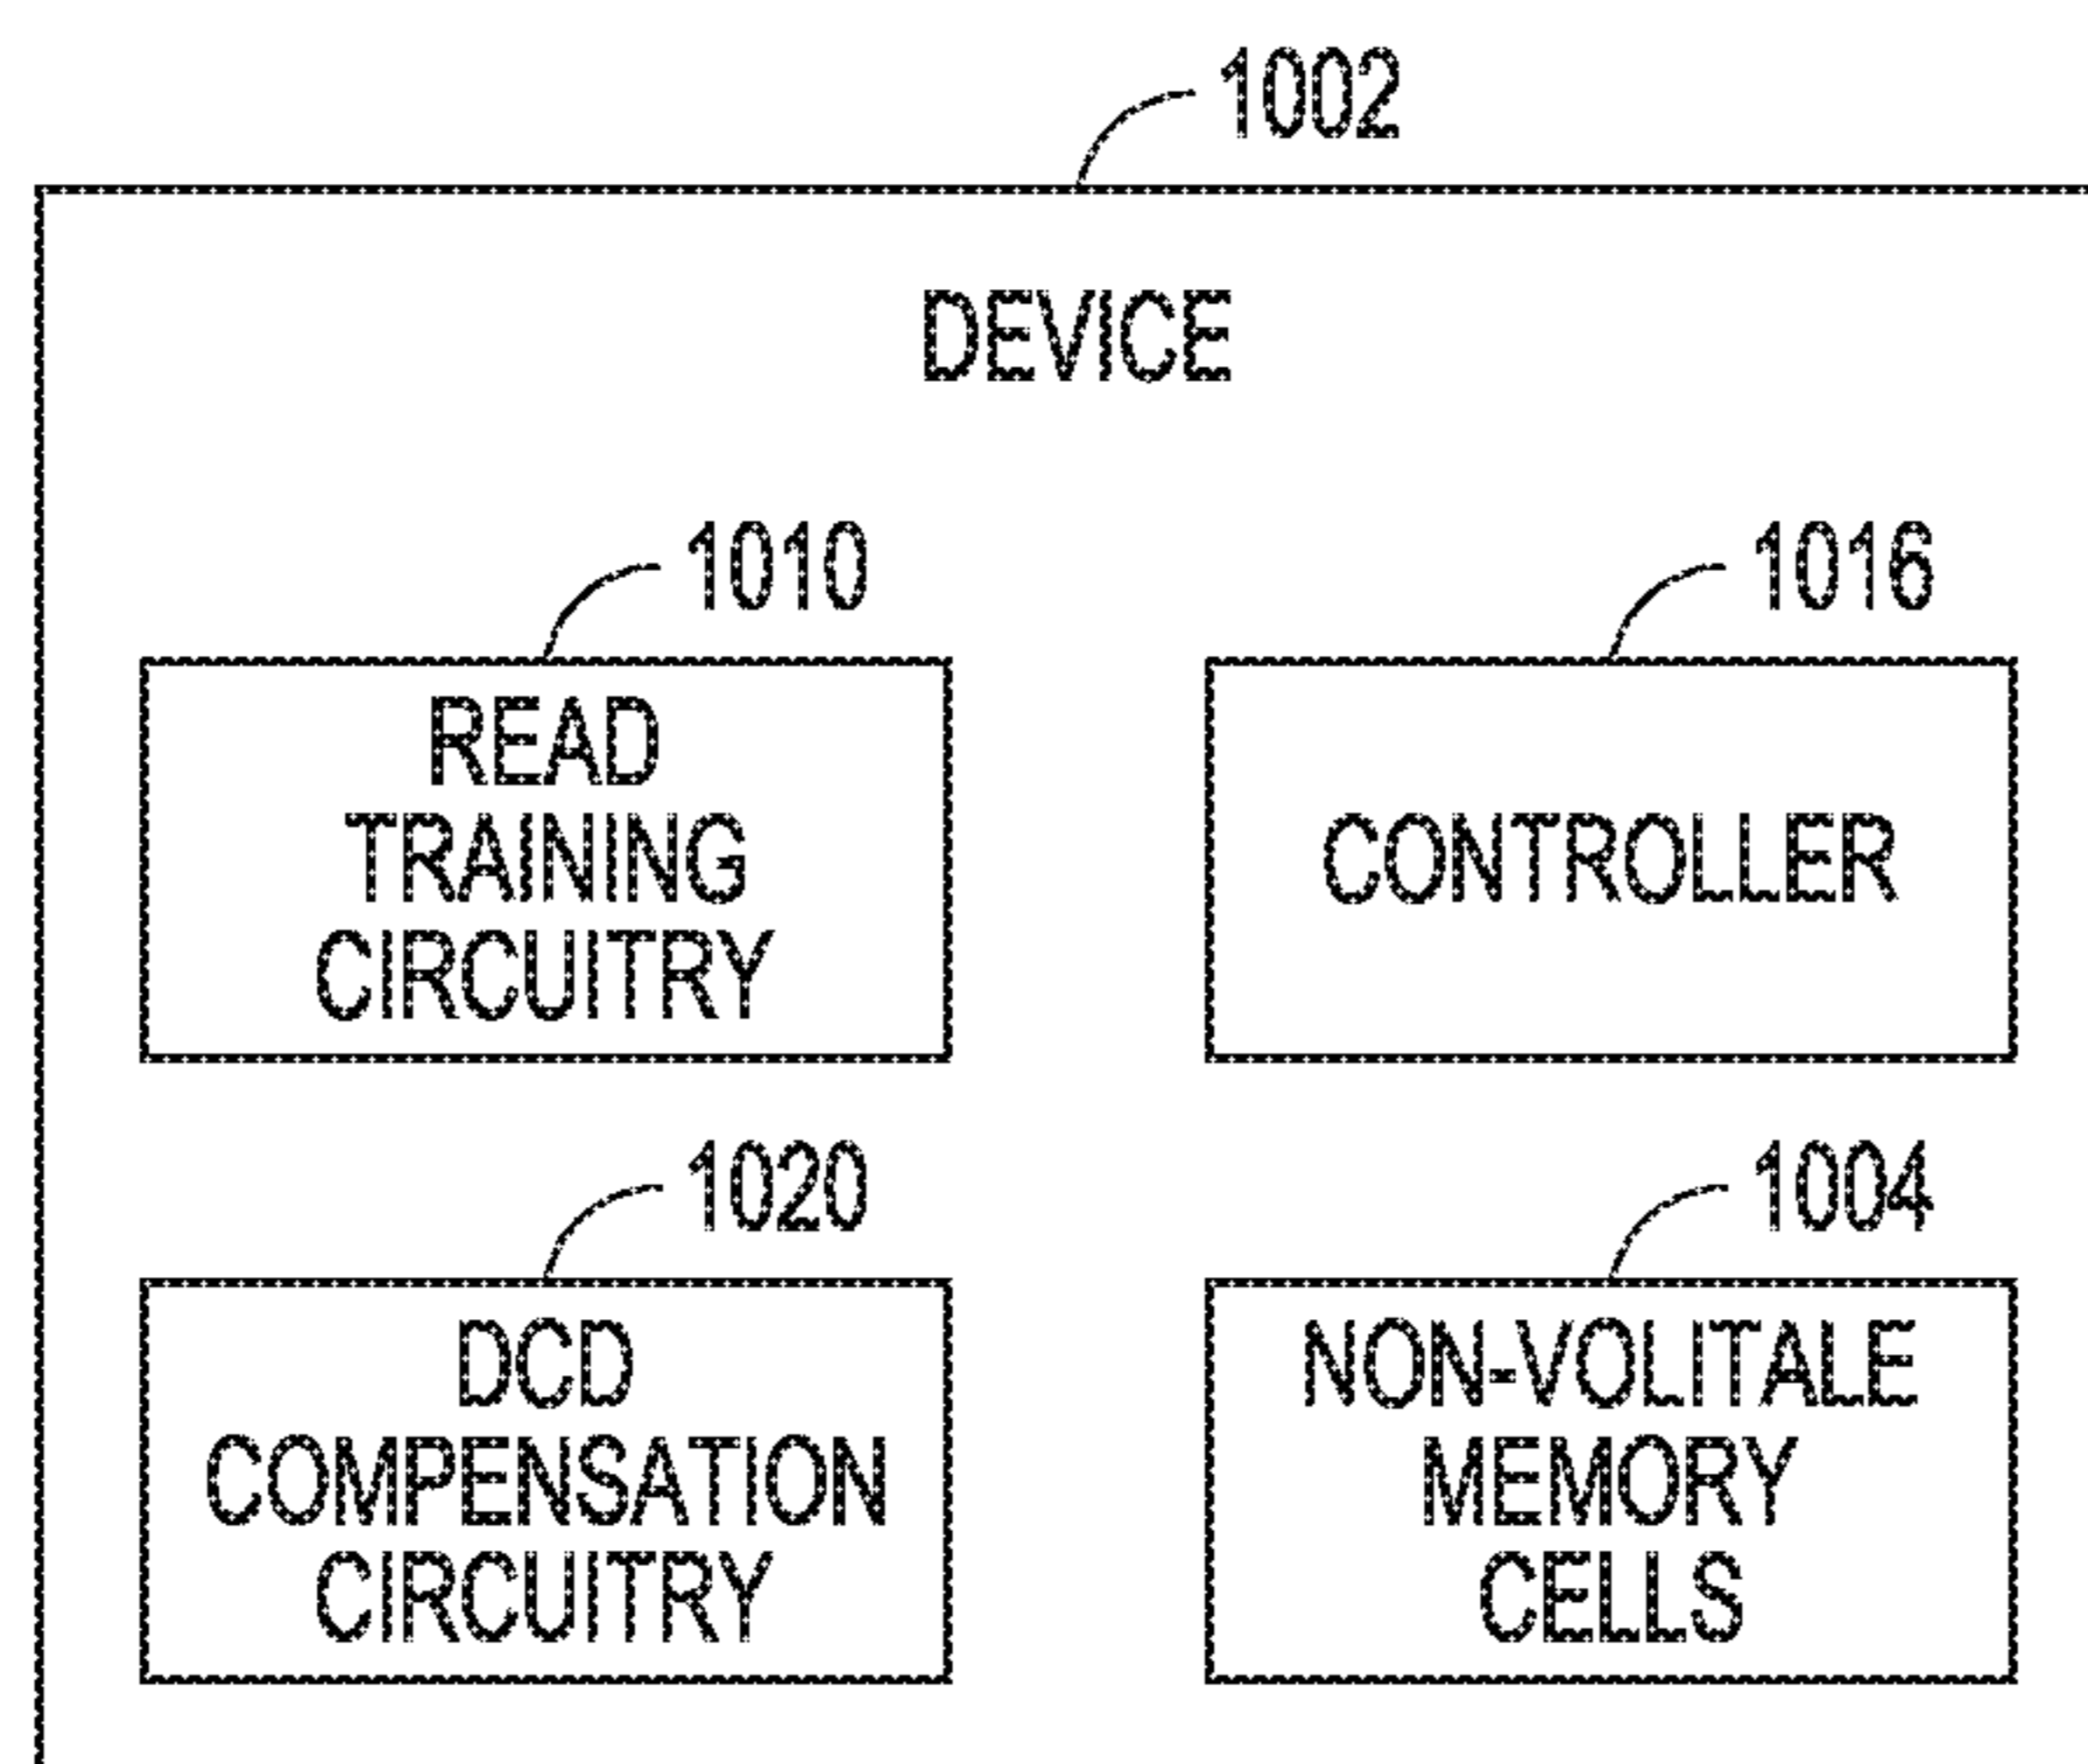 1002
DEVICE
1010
READ
TRAINING
CIRCUITRY
1016
CONTROLLER
1020
DCD
COMPENSATION
CIRCUITRY
1004
NON-VOLITALE
MEMORY
CELLS